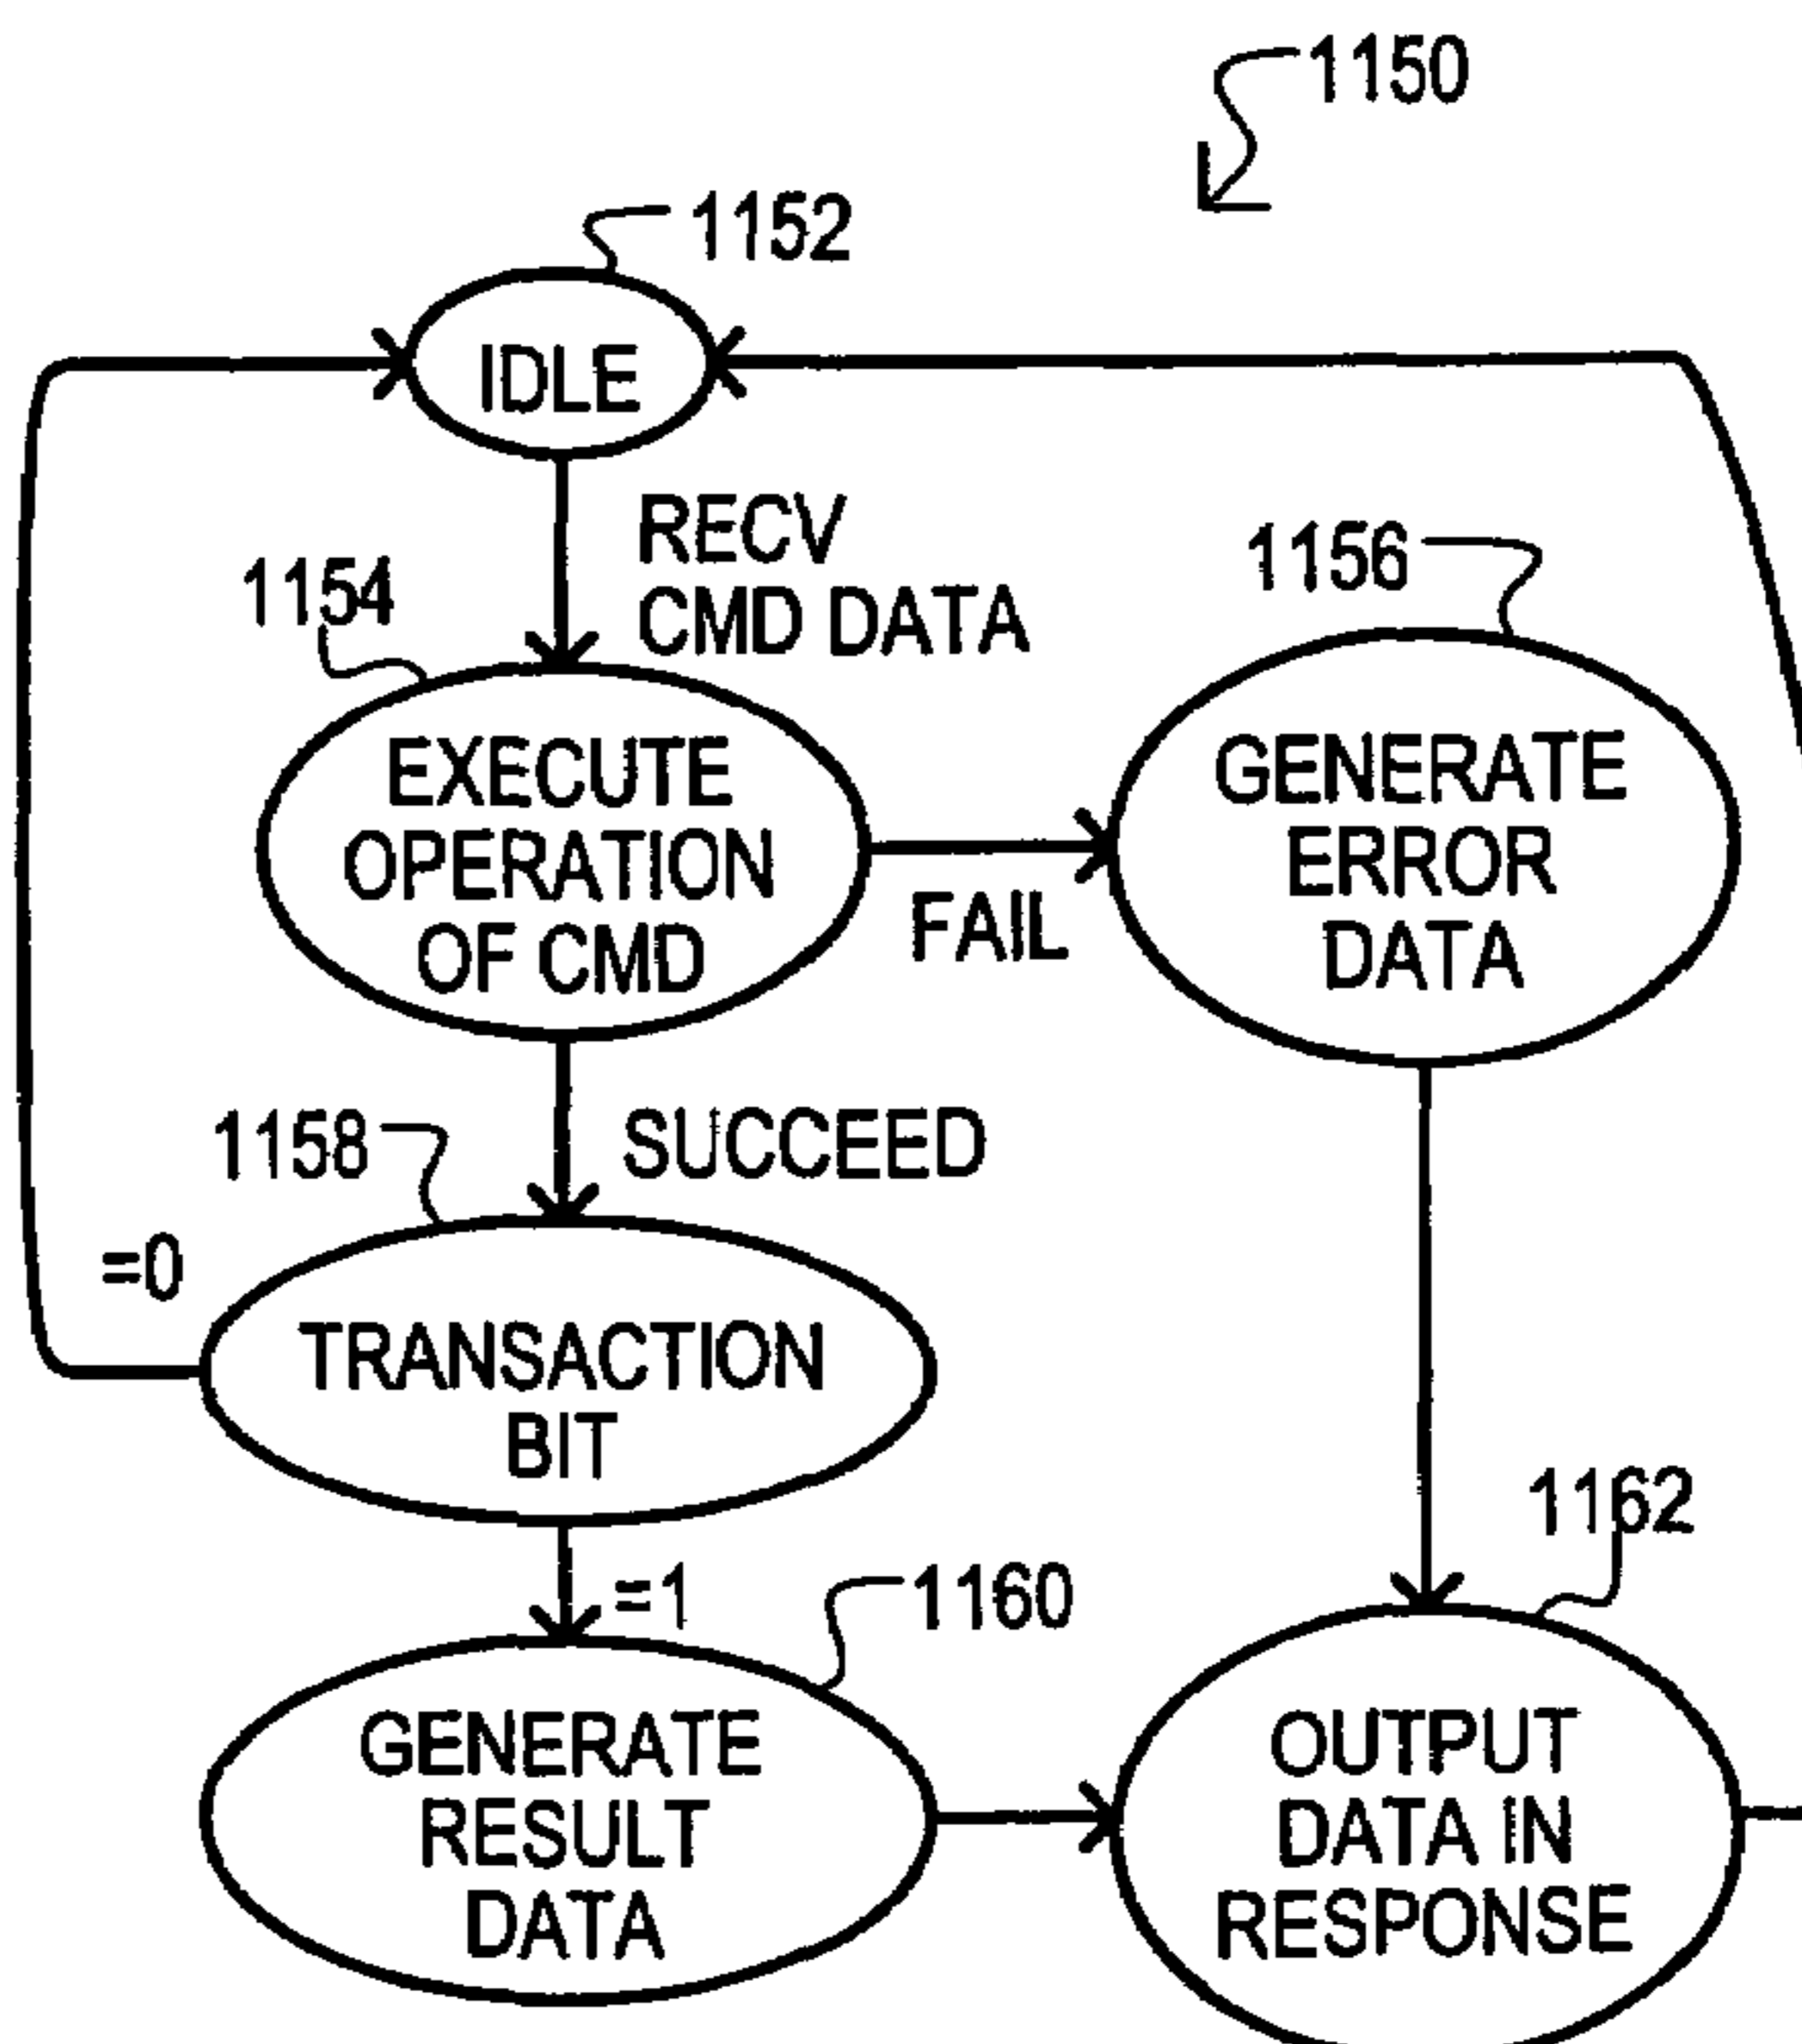 1150
1152
IDLE
RECV
CMD DATA
1154
1156
EXECUTE
OPERATION
OF CMD
FAIL
GENERATE
ERROR
DATA
1158
SUCCEED
=0
TRANSACTION
BIT
=1
1160
1162
GENERATE
RESULT
DATA
OUTPUT
DATA IN
RESPONSE